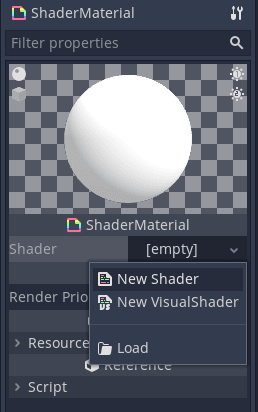 ShaderMaterial
Filter properties
ShaderMaterial
Shader
[empty]
New Shader
New VisualShader
Render Prio
Load
Resource
Reference
Script